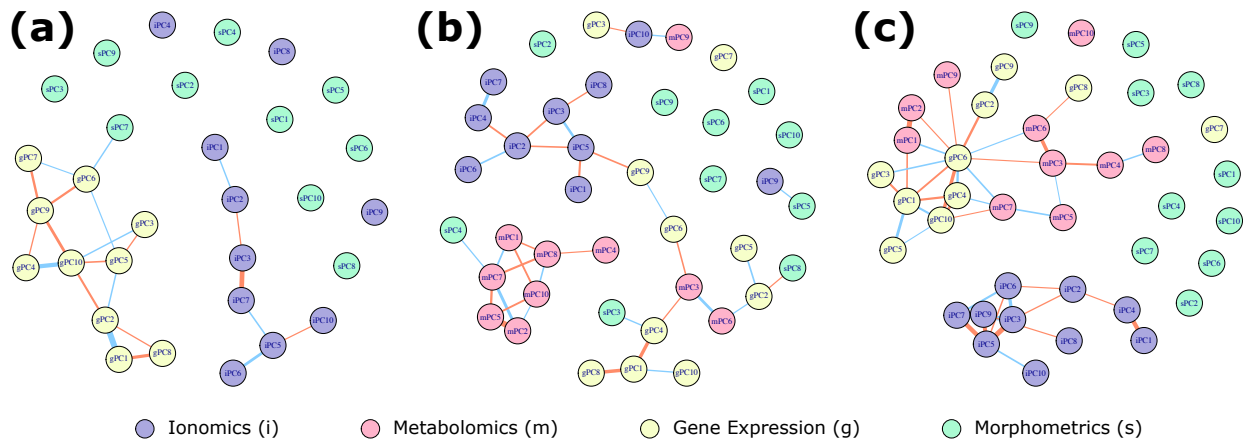 (a)
iPC4
sPC4
sPC9
iPC8
sPC3
sPC2
sPC5
sPC7
sPC1
gPC7
iPC1
sPC6
gPC6
iPC2
sPC10
gPC9
iPC9
gPC3
gPC4
gPC10
gPC5
iPC3
sPC8
iPC7
gPC2
iPC10
iPC5
gPC1
gPC8
iPC6
(b)
gPC3
iPC10
mPC9
sPC2
gPC7
iPC7
iPC8
sPC1
iPC4
iPC3
sPC9
sPC6
sPC10
iPC2
iPC5
iPC6
iPC1
gPC9
sPC7
iPC9
sPC5
sPC4
mPC1
gPC6
mPC8
mPC4
gPC5
mPC7
sPC8
mPC10
mPC3
gPC2
mPC5
mPC2
sPC3
gPC4
mPC6
gPC8
gPC1
gPC10
(c)
sPC9
mPC10
sPC5
mPC9
gPC9
gPC8
sPC3
sPC8
mPC2
gPC2
mPC1
mPC6
gPC7
gPC6
mPC3
mPC4
mPC8
gPC3
sPC1
gPC1
gPC4
mPC7
mPC5
sPC4
gPC10
sPC10
gPC5
sPC7
sPC6
iPC6
iPC2
sPC2
iPC7
iPC9
iPC3
iPC4
iPC5
iPC8
iPC1
iPC10
Ionomics (i)
Metabolomics (m)
Gene Expression (g)
Morphometrics (s)